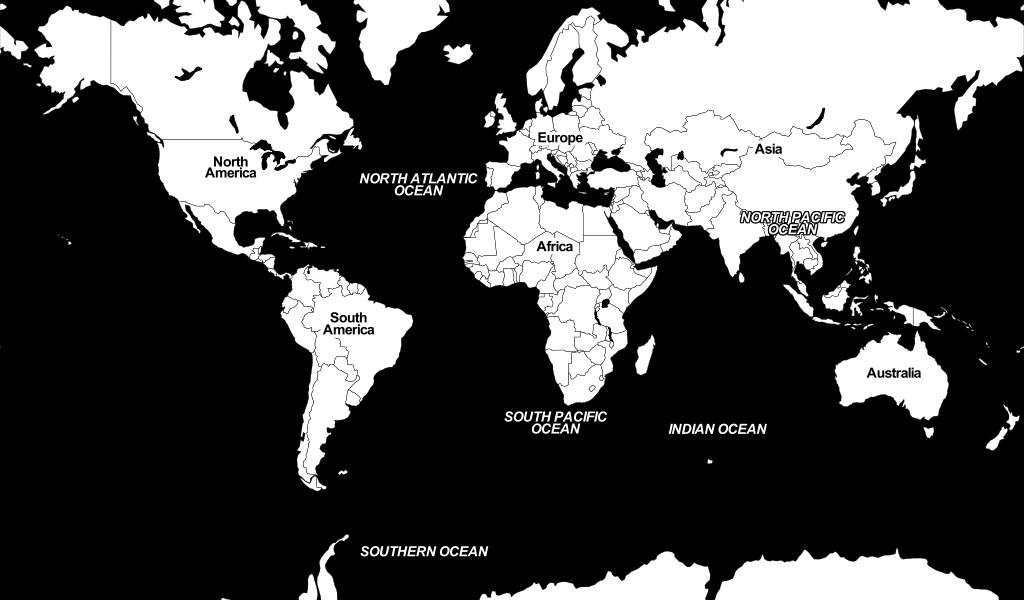 Europe
Asia
North
America
NORTH ATLANTIC
OCEAN
NORTH PACIFIC
OCEAN
Africa
South
America
Australia
SOUTH PACIFIC
OCEAN
INDIAN OCEAN
SOUTHERN OCEAN